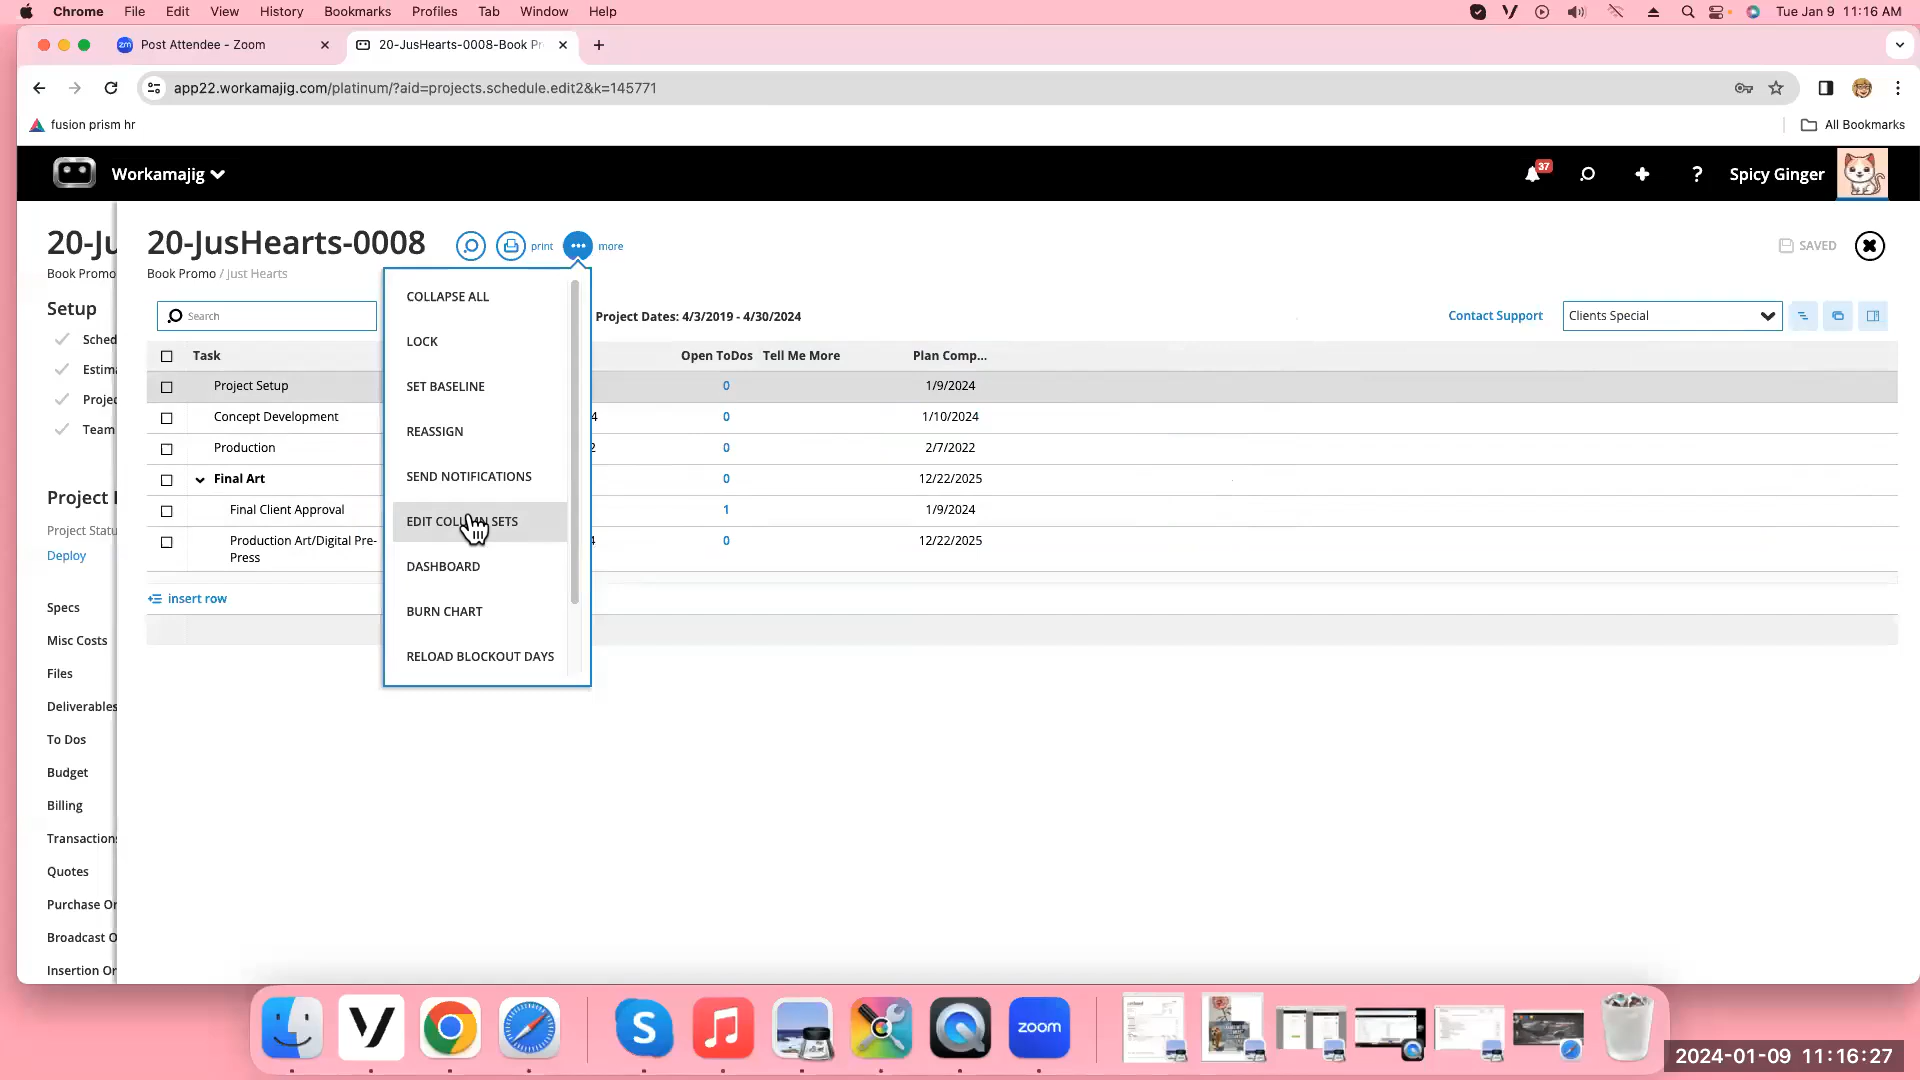 Chrome File Edit View History Bookmarks Profiles Tab Window Help
Tue Jan 9 11:16 AM
zm Post Attendee - Zoom
20-JusHearts-0008-Book Pr
app22.workamajig.com/platinum/?aid=projects.schedule.edit2&k=145771
fusion prism hr
All Bookmarks
Workamajig
37
Spicy Ginger
20-Ju
Book Promo
Setup
Sched
Estima
Projec
Team
Project
Project Statu
Deploy
Specs
Misc Costs
Files
Deliverables
To Dos
Budget
Billing
Transactions
Quotes
Purchase Or
Broadcast O
Insertion Or
20-JusHearts-0008
print
more
SAVED
Book Promo / Just Hearts
Search
Project Dates: 4/3/2019 - 4/30/2024
Contact Support
Clients Special
Task Open ToDos Tell Me More Plan Comp...
Project Setup 0 1/9/2024
Concept Development 4 0 1/10/2024
Production 2 0 2/7/2022
Final Art 0 12/22/2025
Final Client Approval 1 1/9/2024
Production Art/Digital Pre- 4 0 12/22/2025
Press
insert row
COLLAPSE ALL
LOCK
SET BASELINE
REASSIGN
SEND NOTIFICATIONS
EDIT COLUMN SETS
DASHBOARD
BURN CHART
RELOAD BLOCKOUT DAYS
zoom
2024-01-09 11:16:27